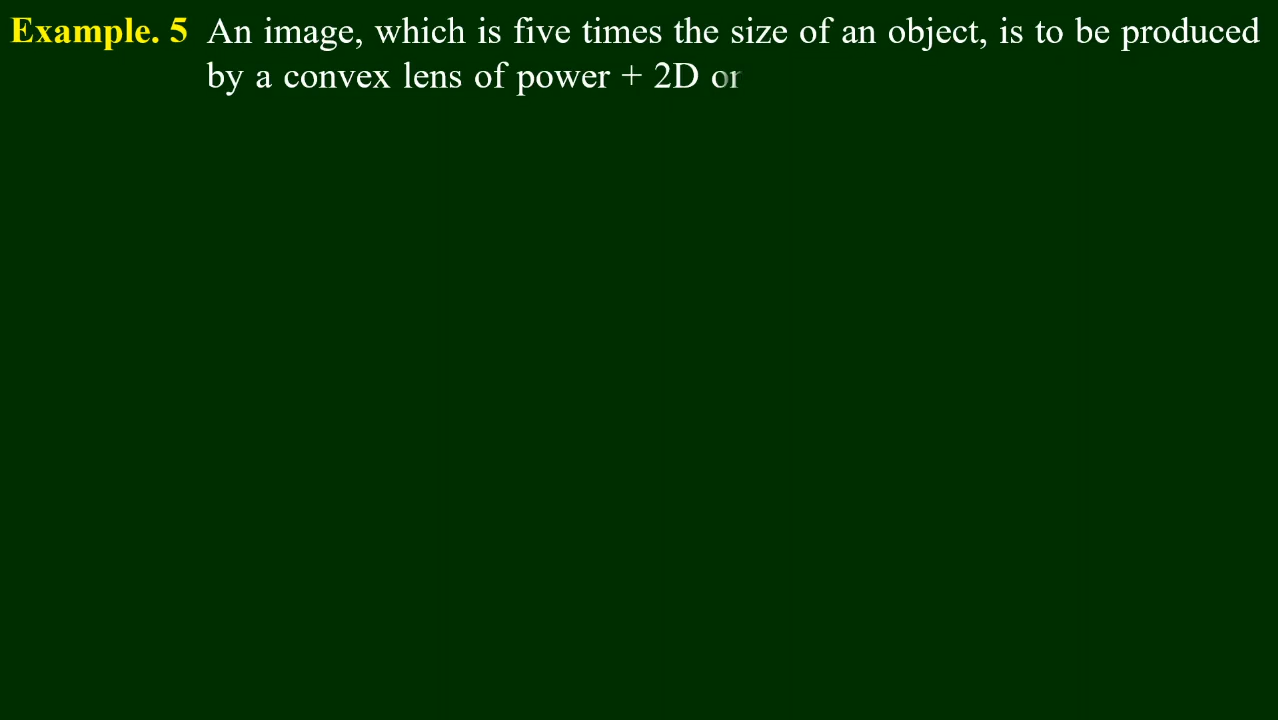 Example. 5 An image, which is five times the size of an object, is to be produced
by a convex lens of power + 2D or